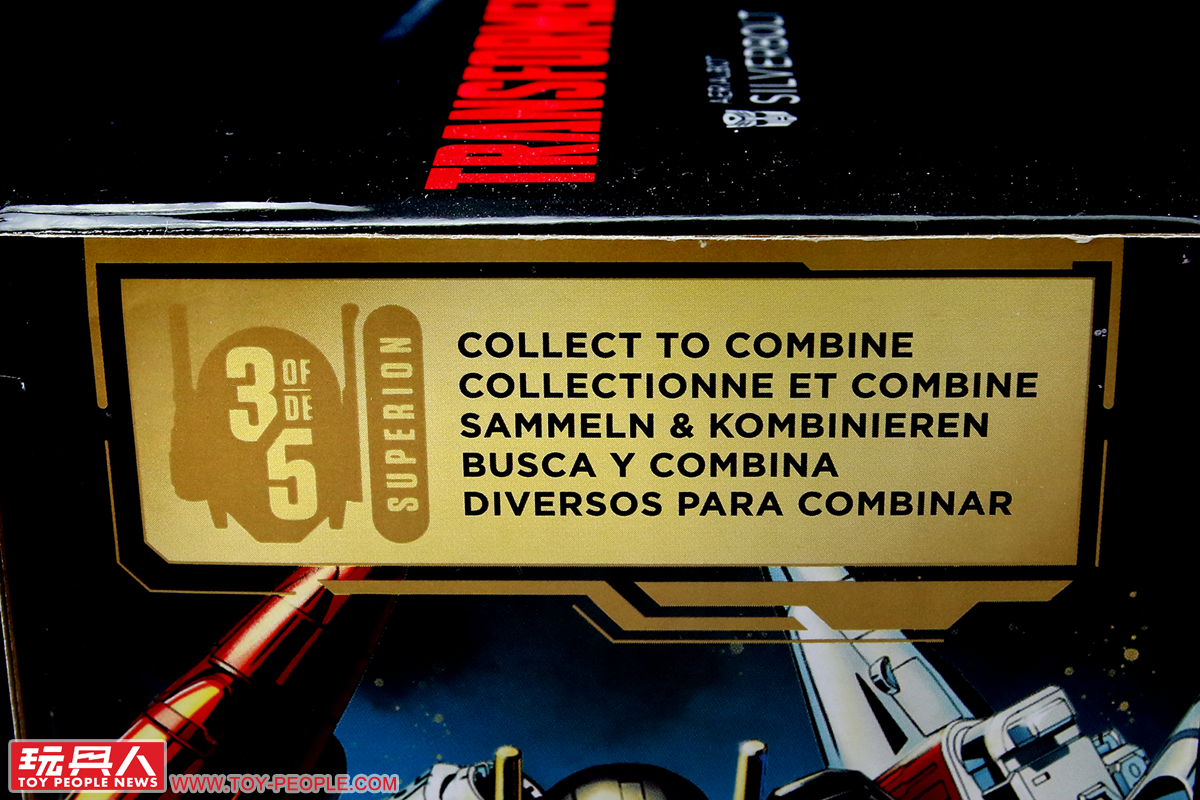 TRANSFORME
AERIALBOT
SILVERBOLT
3
OF
DE
5
SUPERION
COLLECT TO COMBINE
COLLECTIONNE ET COMBINE
SAMMELN & KOMBINIEREN
BUSCA Y COMBINA
DIVERSOS PARA COMBINAR
玩具人
TOY PEOPLE NEWS
WWW.TOY-PEOPLE.COM